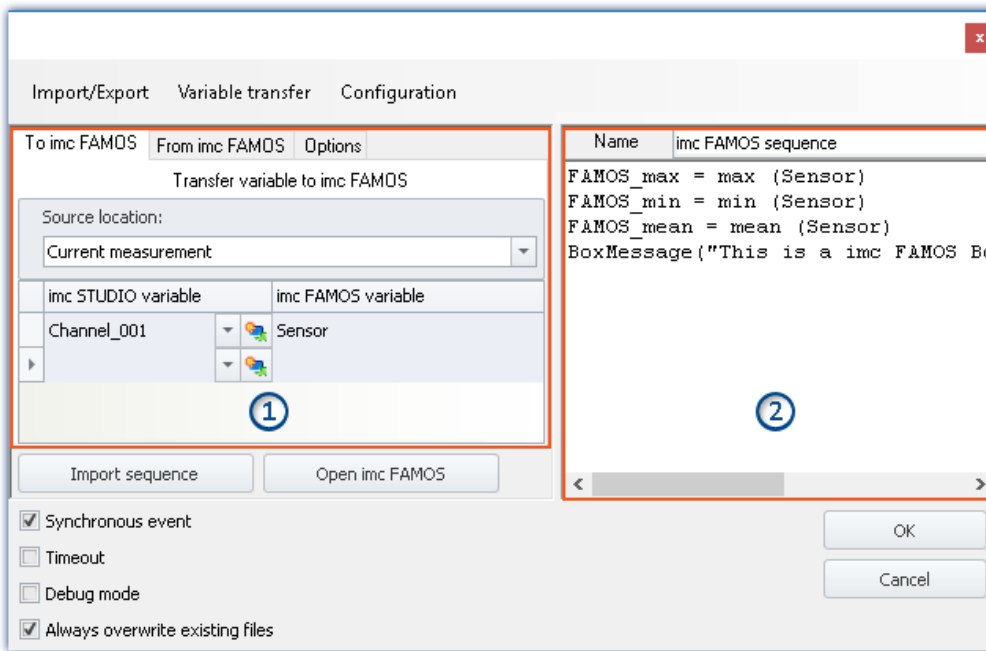 x
Import/Export Variable transfer Configuration
To imc FAMOS From imc FAMOS Options
Transfer variable to imc FAMOS
Source location:
Current measurement
imc STUDIO variable imc FAMOS variable
Channel_001 Sensor
1
Import sequence Open imc FAMOS
Name imc FAMOS sequence
FAMOS_max = max (Sensor)
FAMOS_min = min (Sensor)
FAMOS_mean = mean (Sensor)
BoxMessage("This is a imc FAMOS Bo
2
Synchronous event
Timeout
Debug mode
Always overwrite existing files
OK
Cancel